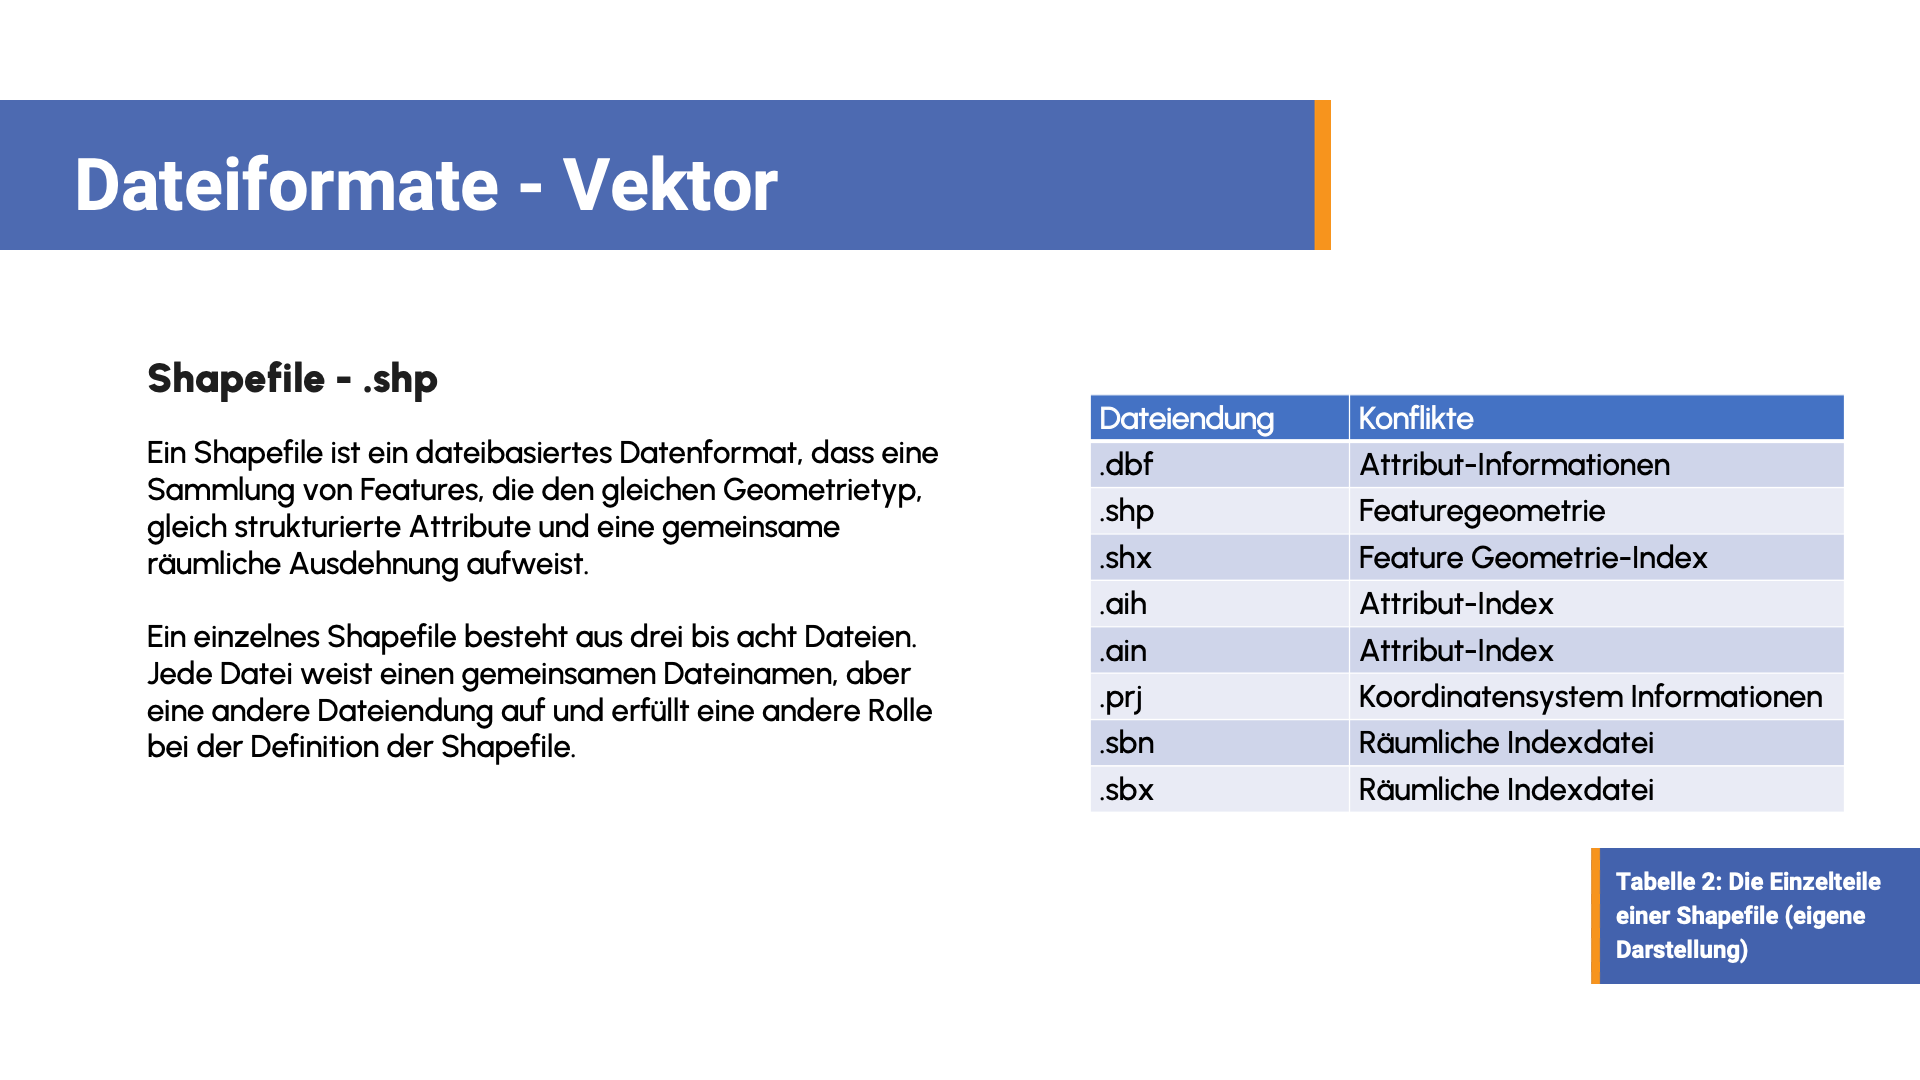 Dateiformate - Vektor
Shapefile - .shp
Ein Shapefile ist ein dateibasiertes Datenformat, dass eine
Sammlung von Features, die den gleichen Geometrietyp,
gleich strukturierte Attribute und eine gemeinsame
räumliche Ausdehnung aufweist.
Ein einzelnes Shapefile besteht aus drei bis acht Dateien.
Jede Datei weist einen gemeinsamen Dateinamen, aber
eine andere Dateiendung auf und erfüllt eine andere Rolle
bei der Definition der Shapefile.
Dateiendung Konflikte
.dbf Attribut-Informationen
.shp Featuregeometrie
.shx Feature Geometrie-Index
.aih Attribut-Index
.ain Attribut-Index
.prj Koordinatensystem Informationen
.sbn Räumliche Indexdatei
.sbx Räumliche Indexdatei
Tabelle 2: Die Einzelteile
einer Shapefile (eigene
Darstellung)